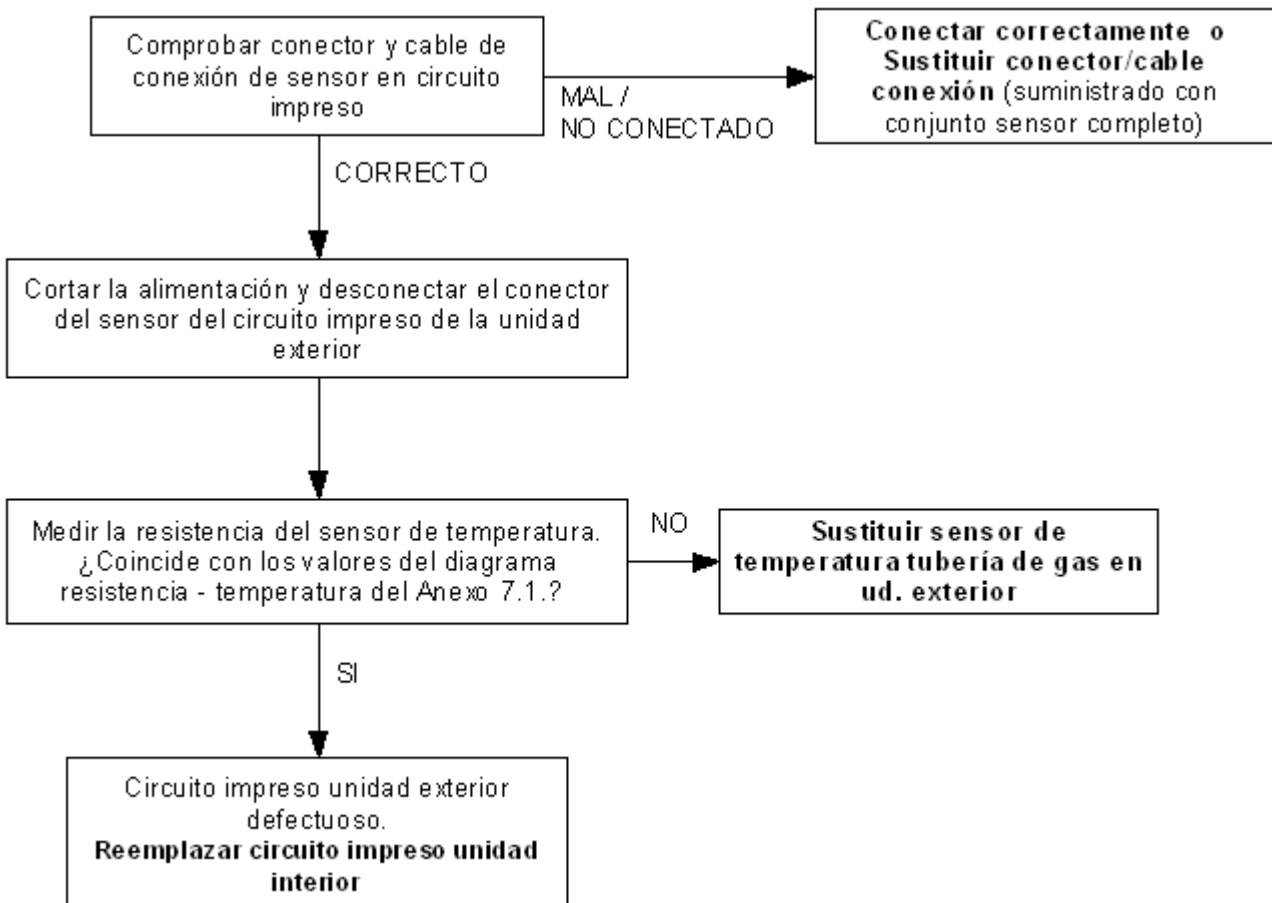 Comprobar conector y cable de
conexión de sensor en circuito
impreso
MAL /
NO CONECTADO
Conectar correctamente o
Sustituir conector/cable
conexión (suministrado con
conjunto sensor completo)
CORRECTO
Cortar la alimentación y desconectar el conector
del sensor del circuito impreso de la unidad
exterior
Medir la resistencia del sensor de temperatura.
¿Coincide con los valores del diagrama
resistencia - temperatura del Anexo 7.1.?
NO
Sustituir sensor de
temperatura tubería de gas en
ud. exterior
SI
Circuito impreso unidad exterior
defectuoso.
Reemplazar circuito impreso unidad
interior